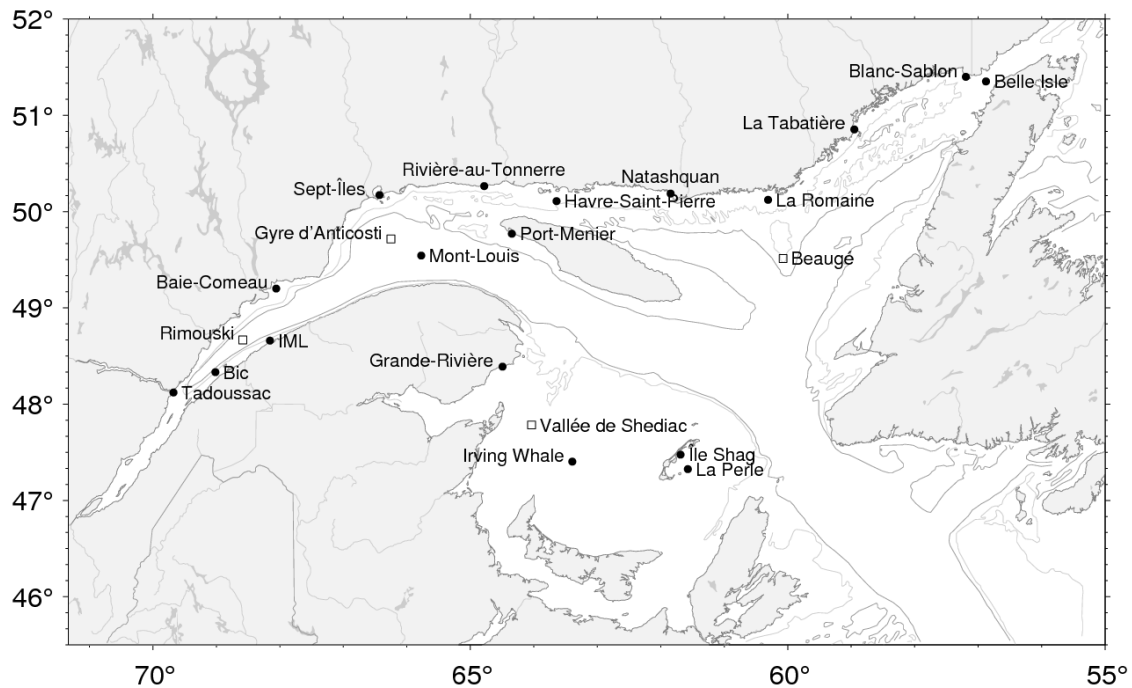 52°
51°
50°
49°
48°
47°
46°
Blanc-Sablon
Belle Isle
La Tabatière
Rivière-au-Tonnerre
Natashquan
Sept-Îles
Havre-Saint-Pierre
La Romaine
Gyre d'Anticosti
Port-Menier
Mont-Louis
Beaugé
Baie-Comeau
Rimouski
IML
Grande-Rivière
Bic
Tadoussac
Vallée de Shediac
Irving Whale
Île Shag
La Perle
70°
65°
60°
55°